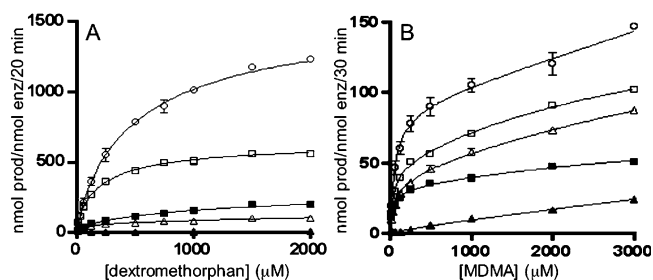 A
nmol prod/nmol enz/20 min
1500
1000
500
0
0
1000
2000
[dextromethorphan] (μM)
B
nmol prod/nmol enz/30 min
150
100
50
0
0
1000
2000
3000
[MDMA] (μM)